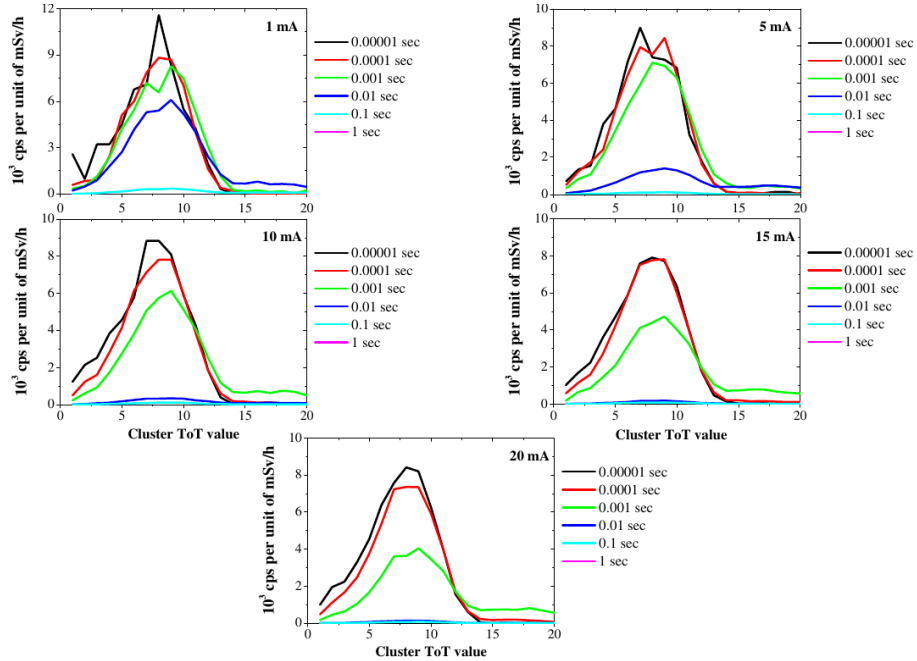 1 mA
10³ cps per unit of mSv/h
12
9
6
3
0
0 5 10 15 20
0.00001 sec
0.0001 sec
0.001 sec
0.01 sec
0.1 sec
1 sec
5 mA
10³ cps per unit of mSv/h
10
8
6
4
2
0
0 5 10 15 20
0.00001 sec
0.0001 sec
0.001 sec
0.01 sec
0.1 sec
1 sec
10 mA
10³ cps per unit of mSv/h
10
8
6
4
2
0
0 5 10 15 20
Cluster ToT value
0.00001 sec
0.0001 sec
0.001 sec
0.01 sec
0.1 sec
1 sec
15 mA
10³ cps per unit of mSv/h
10
8
6
4
2
0
0 5 10 15 20
Cluster ToT value
0.00001 sec
0.0001 sec
0.001 sec
0.01 sec
0.1 sec
1 sec
20 mA
10³ cps per unit of mSv/h
10
8
6
4
2
0
0 5 10 15 20
Cluster ToT value
0.00001 sec
0.0001 sec
0.001 sec
0.01 sec
0.1 sec
1 sec